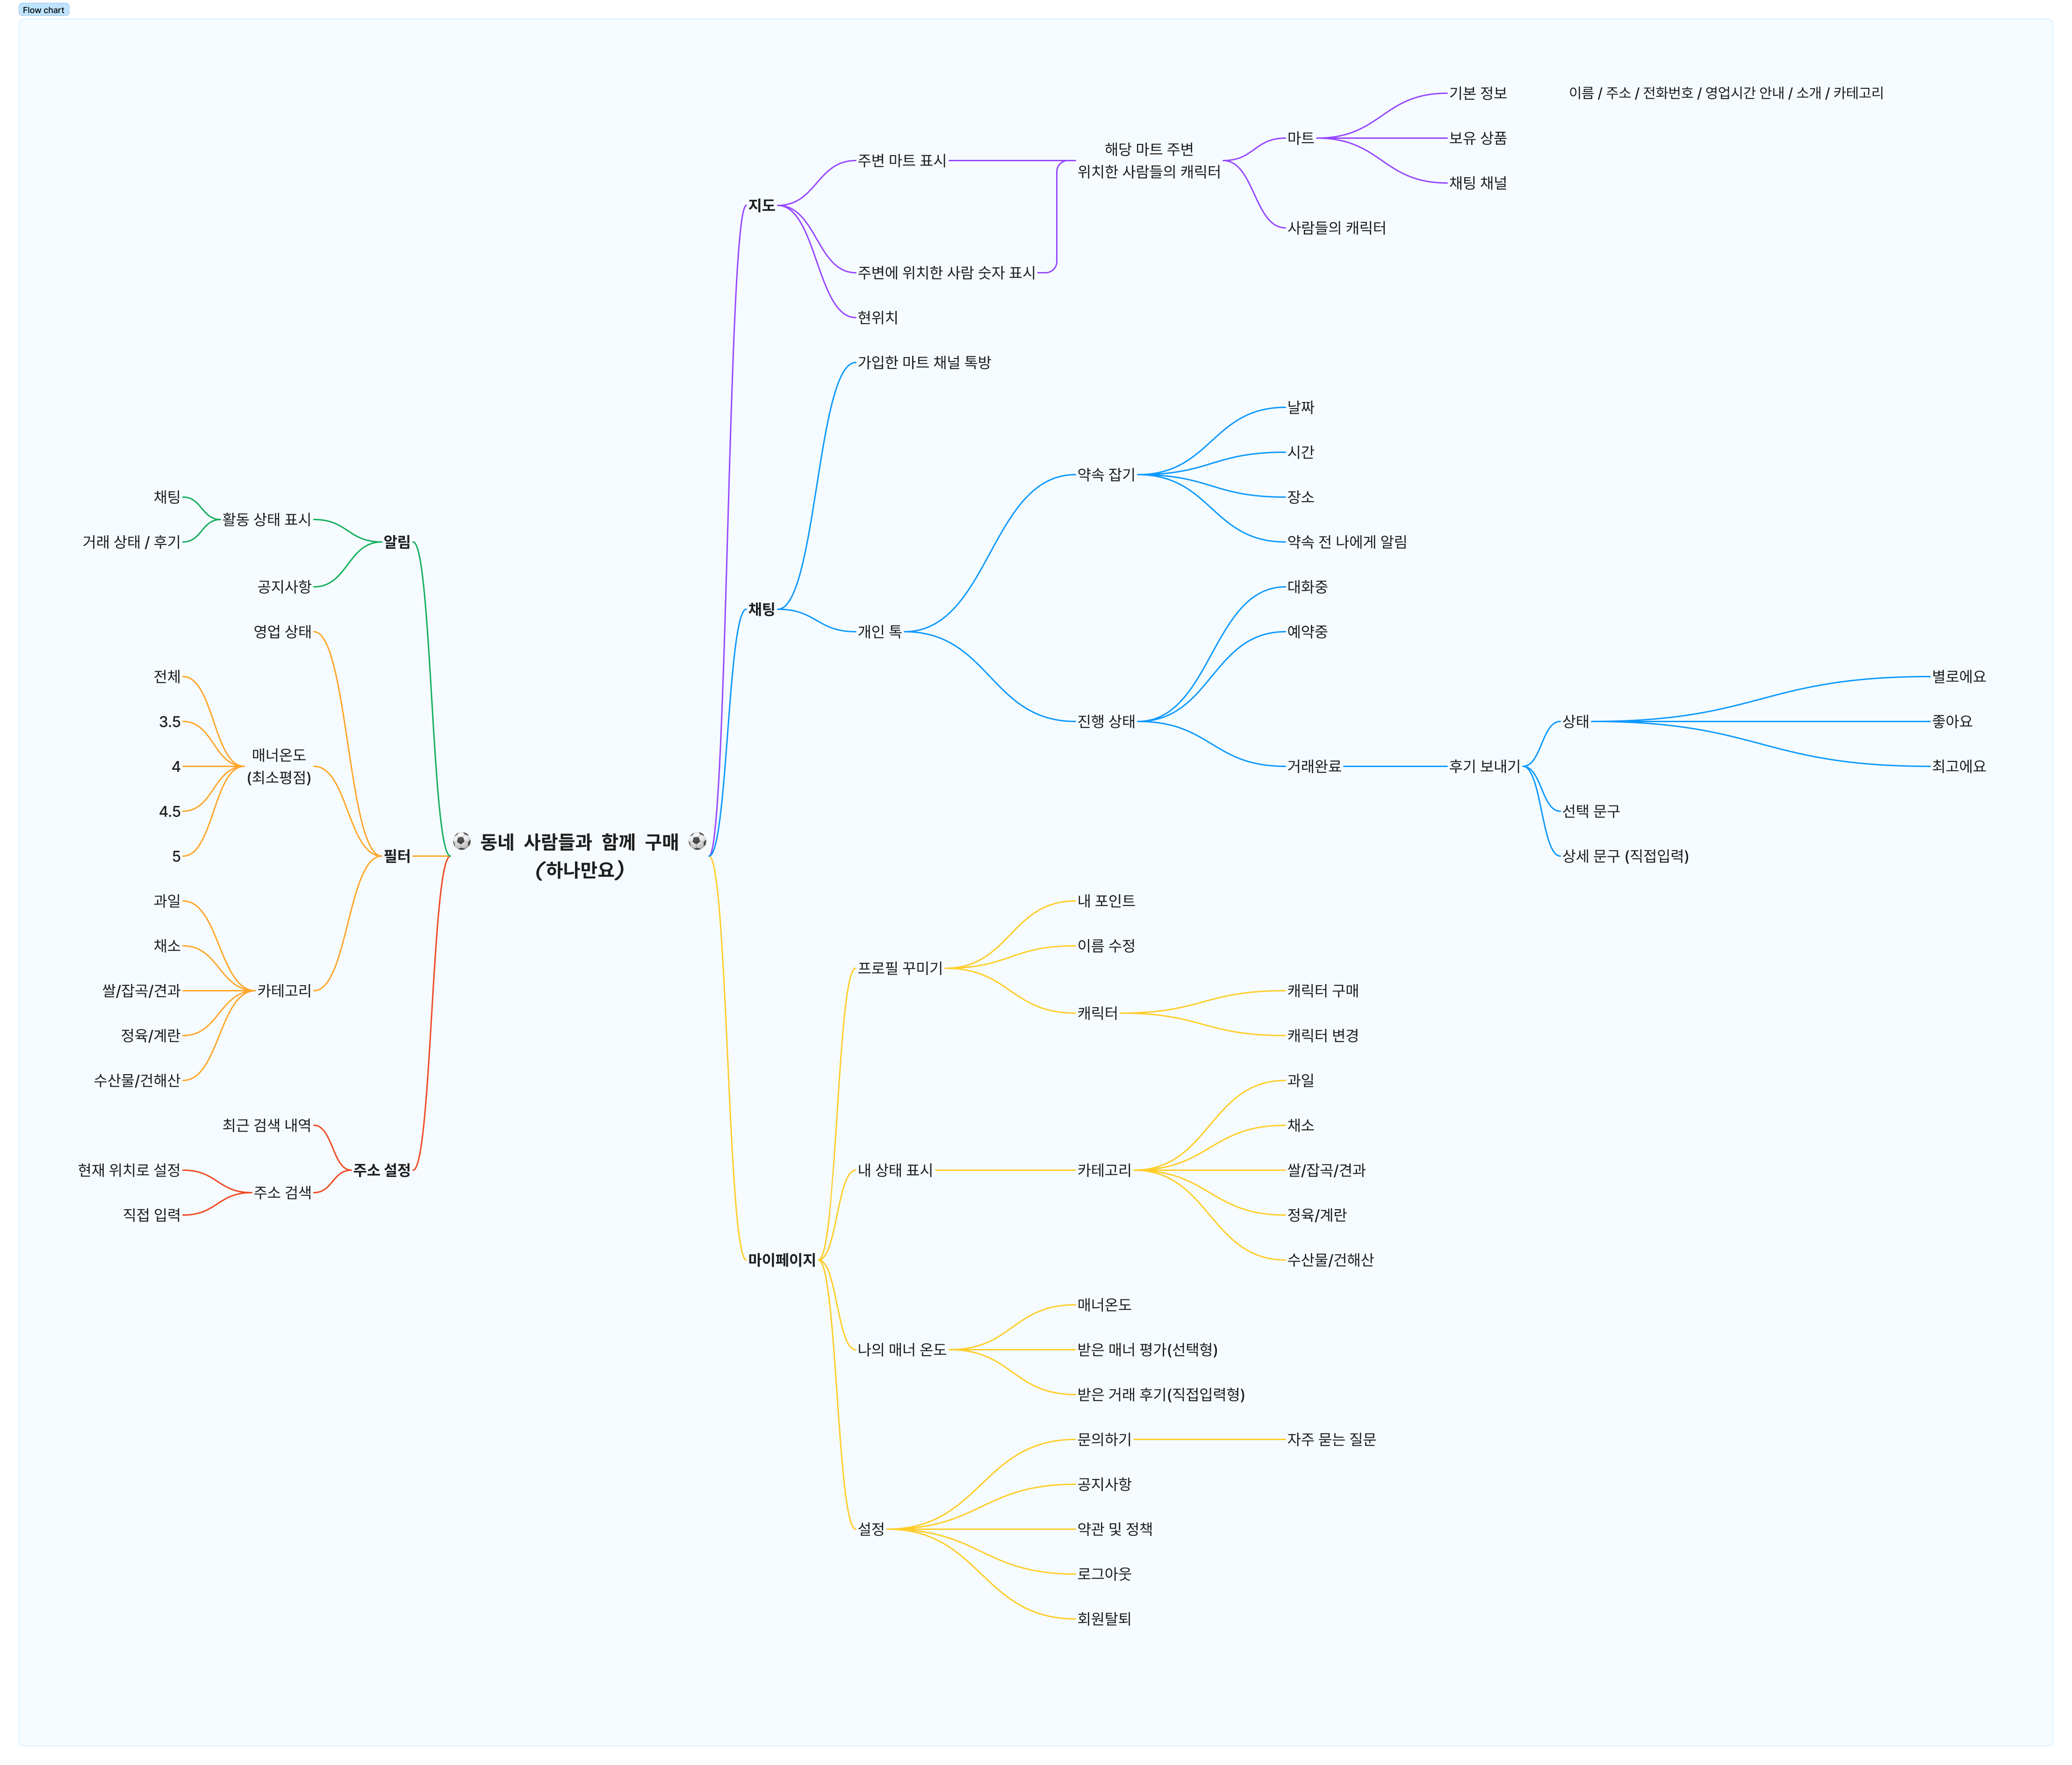 Flow chart
⚽ 동네 사람들과 함께 구매 ⚽
(하나만요)
지도
주변 마트 표시
해당 마트 주변
위치한 사람들의 캐릭터
마트
기본 정보
이름 / 주소 / 전화번호 / 영업시간 안내 / 소개 / 카테고리
보유 상품
채팅 채널
사람들의 캐릭터
주변에 위치한 사람 숫자 표시
현위치
채팅
가입한 마트 채널 톡방
개인 톡
약속 잡기
날짜
시간
장소
약속 전 나에게 알림
진행 상태
대화중
예약중
거래완료
후기 보내기
상태
별로에요
좋아요
최고에요
선택 문구
상세 문구 (직접입력)
마이페이지
프로필 꾸미기
내 포인트
이름 수정
캐릭터
캐릭터 구매
캐릭터 변경
내 상태 표시
카테고리
과일
채소
쌀/잡곡/견과
정육/계란
수산물/건해산
나의 매너 온도
매너온도
받은 매너 평가(선택형)
받은 거래 후기(직접입력형)
설정
문의하기
자주 묻는 질문
공지사항
약관 및 정책
로그아웃
회원탈퇴
알림
활동 상태 표시
채팅
거래 상태 / 후기
공지사항
필터
영업 상태
매너온도
(최소평점)
전체
3.5
4
4.5
5
카테고리
과일
채소
쌀/잡곡/견과
정육/계란
수산물/건해산
주소 설정
최근 검색 내역
주소 검색
현재 위치로 설정
직접 입력